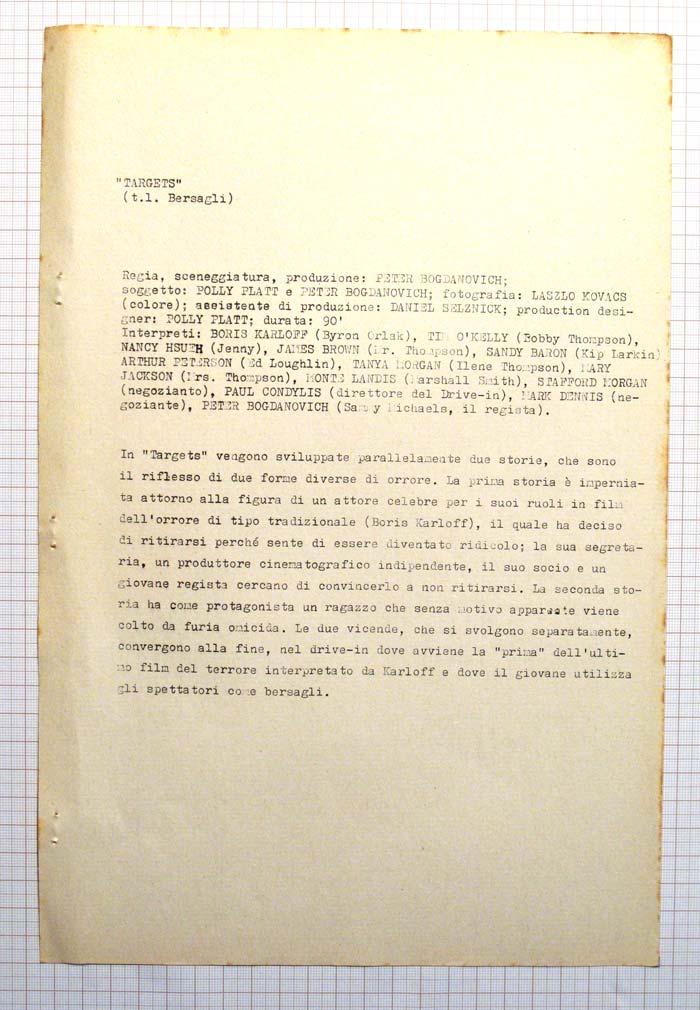 "TARGETS"
(t.l. Bersagli)
Regia, sceneggiatura, produzione: PETER BOGDANOVICH;
soggetto: POLLY PLATT e PETER BOGDANOVICH; fotografia: LASZLO KOVACS
(colore); assistente di produzione: DANIEL SELZNICK; production desi-
gner: POLLY PLATT; durata: 90'
Interpreti: BORIS KARLOFF (Byron Orlak), TIM O'KELLY (Bobby Thompson),
NANCY HSUEH (Jenny), JAMES BROWN (Mr. Thompson), SANDY BARON (Kip Larkin)
ARTHUR PETERSON (Ed Loughlin), TANYA MORGAN (Ilene Thompson), MARY
JACKSON (Mrs. Thompson), MONTE LANDIS (Marshall Smith), STAFFORD MORGAN
(negozianto), PAUL CONDYLIS (direttore del Drive-in), MARK DENNIS (ne-
goziante), PETER BOGDANOVICH (Sammy Michaels, il regista).
In "Targets" vengono sviluppate parallelamente due storie, che sono
il riflesso di due forme diverse di orrore. La prima storia è impernia-
ta attorno alla figura di un attore celebre per i suoi ruoli in film
dell'orrore di tipo tradizionale (Boris Karloff), il quale ha deciso
di ritirarsi perché sente di essere diventato ridicolo; la sua segreta-
ria, un produttore cinematografico indipendente, il suo socio e un
giovane regista cercano di convincerlo a non ritirarsi. La seconda sto-
ria ha come protagonista un ragazzo che senza motivo apparente viene
colto da furia omicida. Le due vicende, che si svolgono separatamente,
convergono alla fine, nel drive-in dove avviene la "prima" dell'ulti-
mo film del terrore interpretato da Karloff e dove il giovane utilizza
gli spettatori come bersagli.